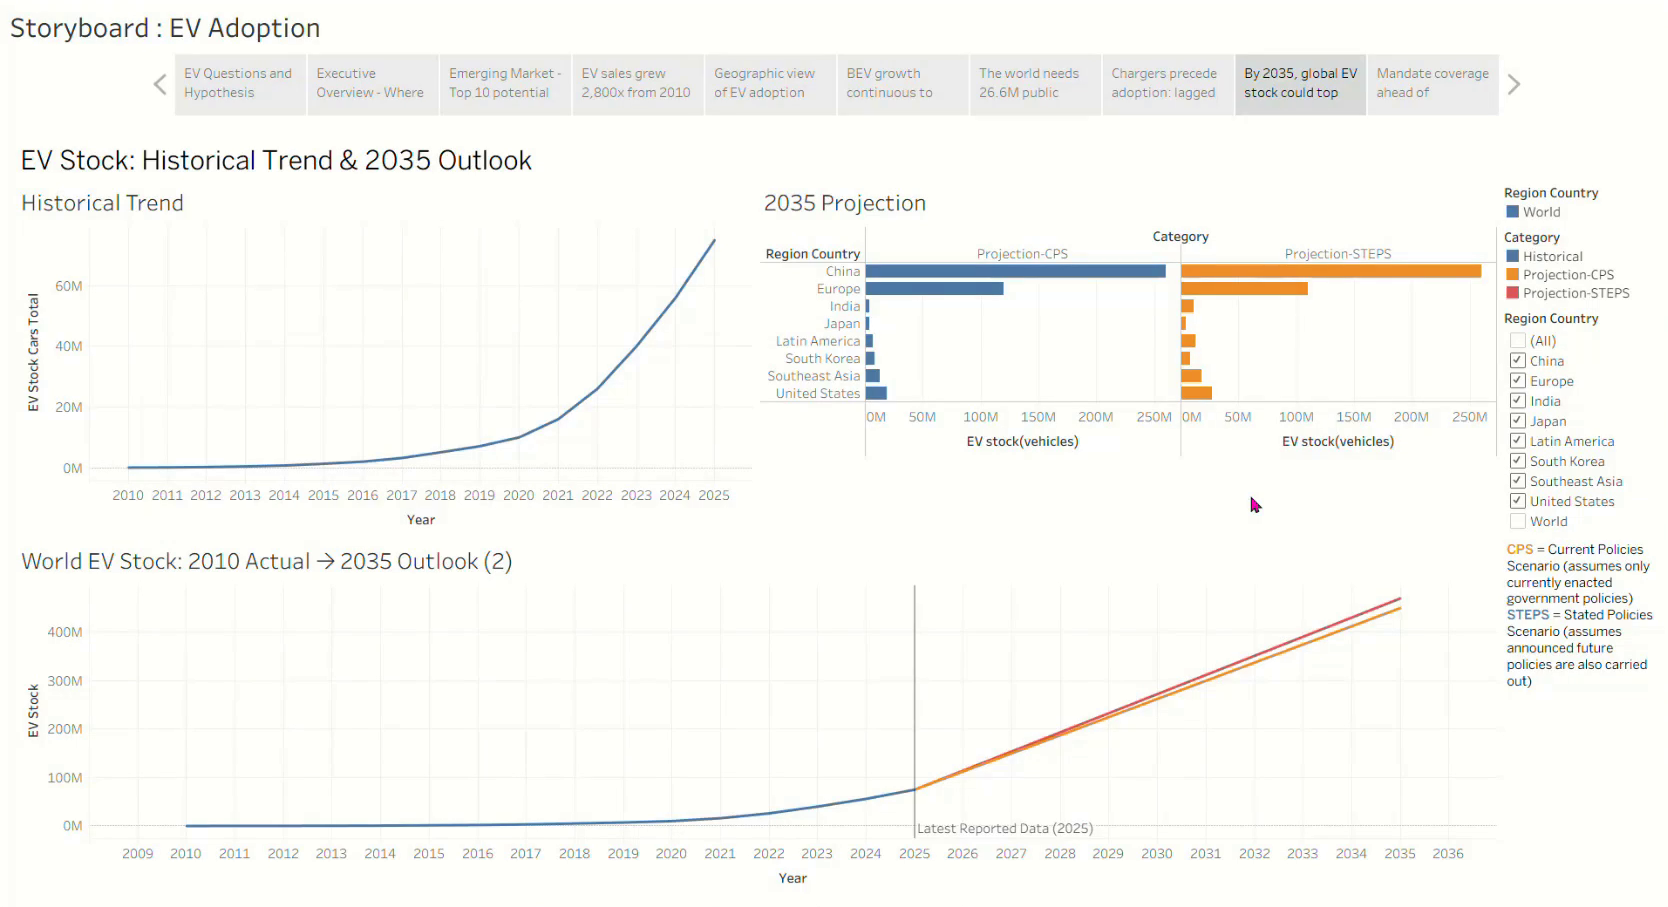 Storyboard : EV Adoption
EV Questions and
Hypothesis
Executive
Overview - Where
Emerging Market -
Top 10 potential
EV sales grew
2,800x from 2010
Geographic view
of EV adoption
BEV growth
continuous to
The world needs
26.6M public
Chargers precede
adoption: lagged
By 2035, global EV
stock could top
Mandate coverage
ahead of
EV Stock: Historical Trend & 2035 Outlook
Historical Trend
60M
40M
20M
0M
EV Stock Cars Total
2010 2011 2012 2013 2014 2015 2016 2017 2018 2019 2020 2021 2022 2023 2024 2025
Year
2035 Projection
Category
Region Country Projection-CPS Projection-STEPS
China
Europe
India
Japan
Latin America
South Korea
Southeast Asia
United States
0M 50M 100M 150M 200M 250M 0M 50M 100M 150M 200M 250M
EV stock(vehicles) EV stock(vehicles)
Region Country
World
Category
Historical
Projection-CPS
Projection-STEPS
Region Country
(All)
China
Europe
India
Japan
Latin America
South Korea
Southeast Asia
United States
World
CPS = Current Policies
Scenario (assumes only
currently enacted
government policies)
STEPS = Stated Policies
Scenario (assumes
announced future
policies are also carried
out)
World EV Stock: 2010 Actual → 2035 Outlook (2)
400M
300M
200M
100M
0M
EV Stock
Latest Reported Data (2025)
2009 2010 2011 2012 2013 2014 2015 2016 2017 2018 2019 2020 2021 2022 2023 2024 2025 2026 2027 2028 2029 2030 2031 2032 2033 2034 2035 2036
Year